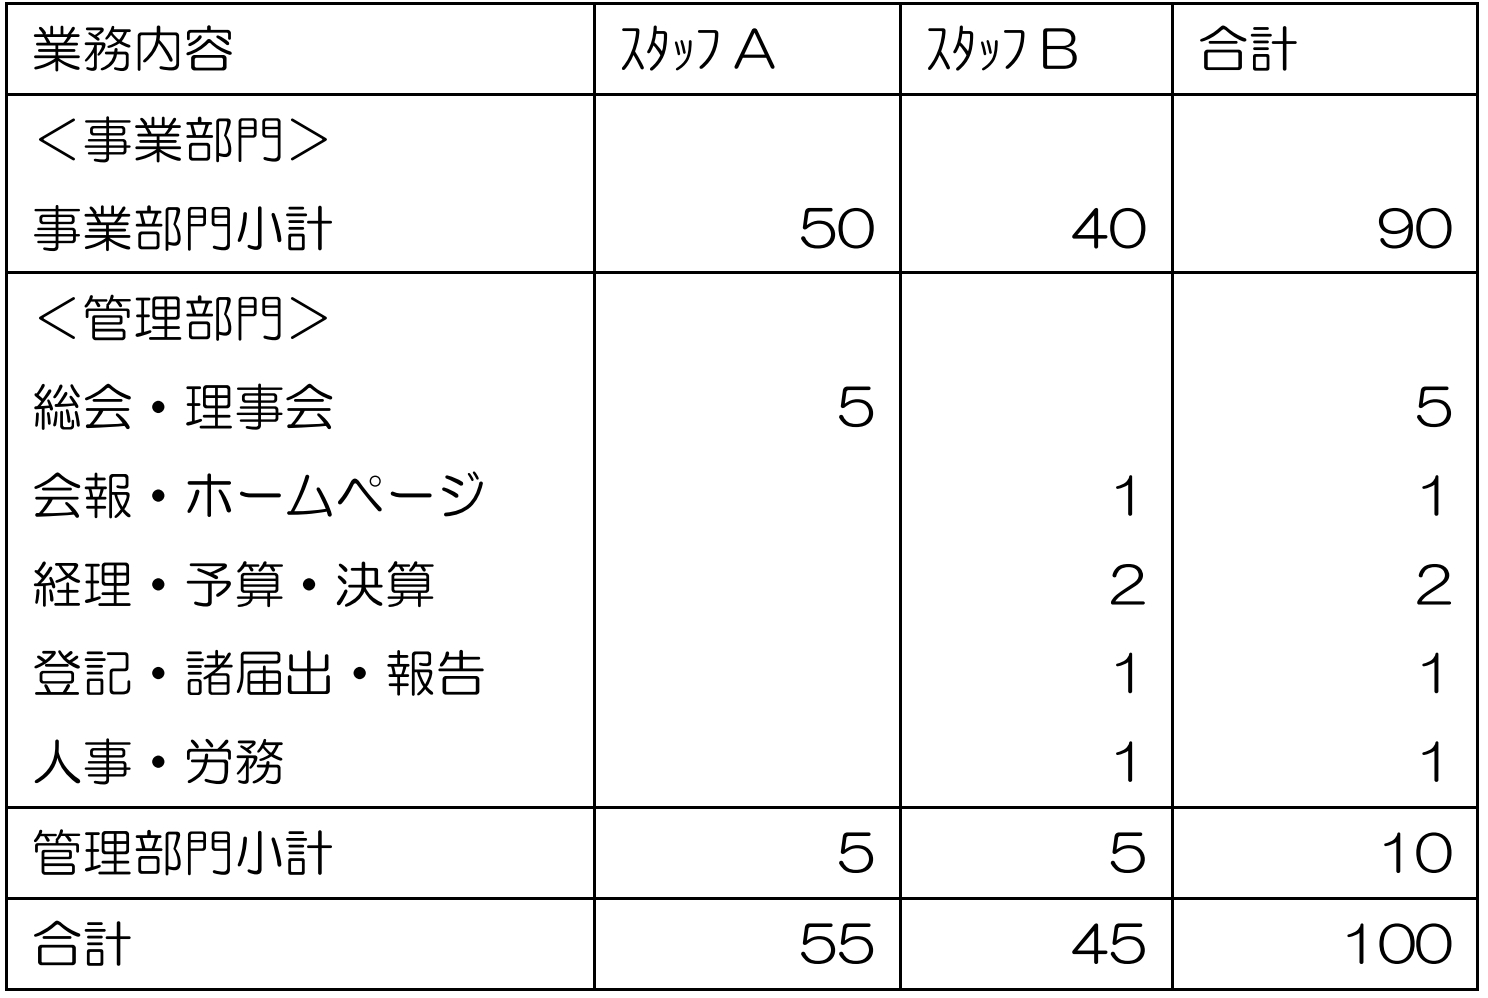 業務内容 ｽﾀｯﾌＡ ｽﾀｯﾌＢ 合計
＜事業部門＞
事業部門小計 50 40 90
＜管理部門＞
総会・理事会 5 5
会報・ホームページ 1 1
経理・予算・決算 2 2
登記・諸届出・報告 1 1
人事・労務 1 1
管理部門小計 5 5 10
合計 55 45 100